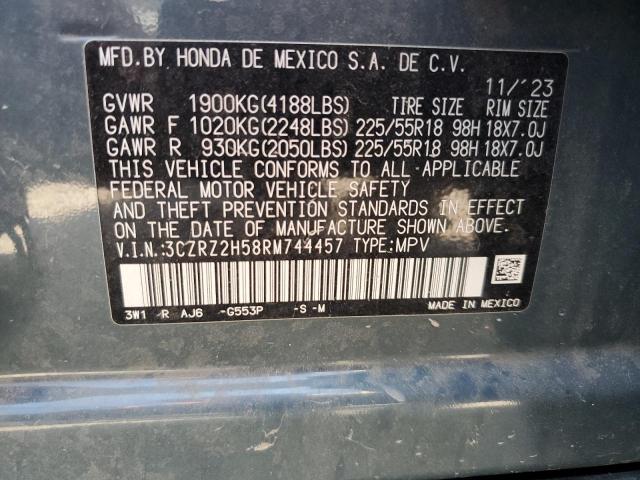 MFD.BY HONDA DE MEXICO S.A. DE C.V.
11/'23
GVWR 1900KG(4188LBS) TIRE SIZE RIM SIZE
GAWR F 1020KG(2248LBS) 225/55R18 98H 18X7.0J
GAWR R 930KG(2050LBS) 225/55R18 98H 18X7.0J
THIS VEHICLE CONFORMS TO ALL APPLICABLE
FEDERAL MOTOR VEHICLE SAFETY
AND THEFT PREVENTION STANDARDS IN EFFECT
ON THE DATE OF MANUFACTURE SHOWN ABOVE.
V.I.N.:3CZRZ2H58RM744457 TYPE:MPV
3W1 -R AJ6 -G553P -S -M MADE IN MEXICO